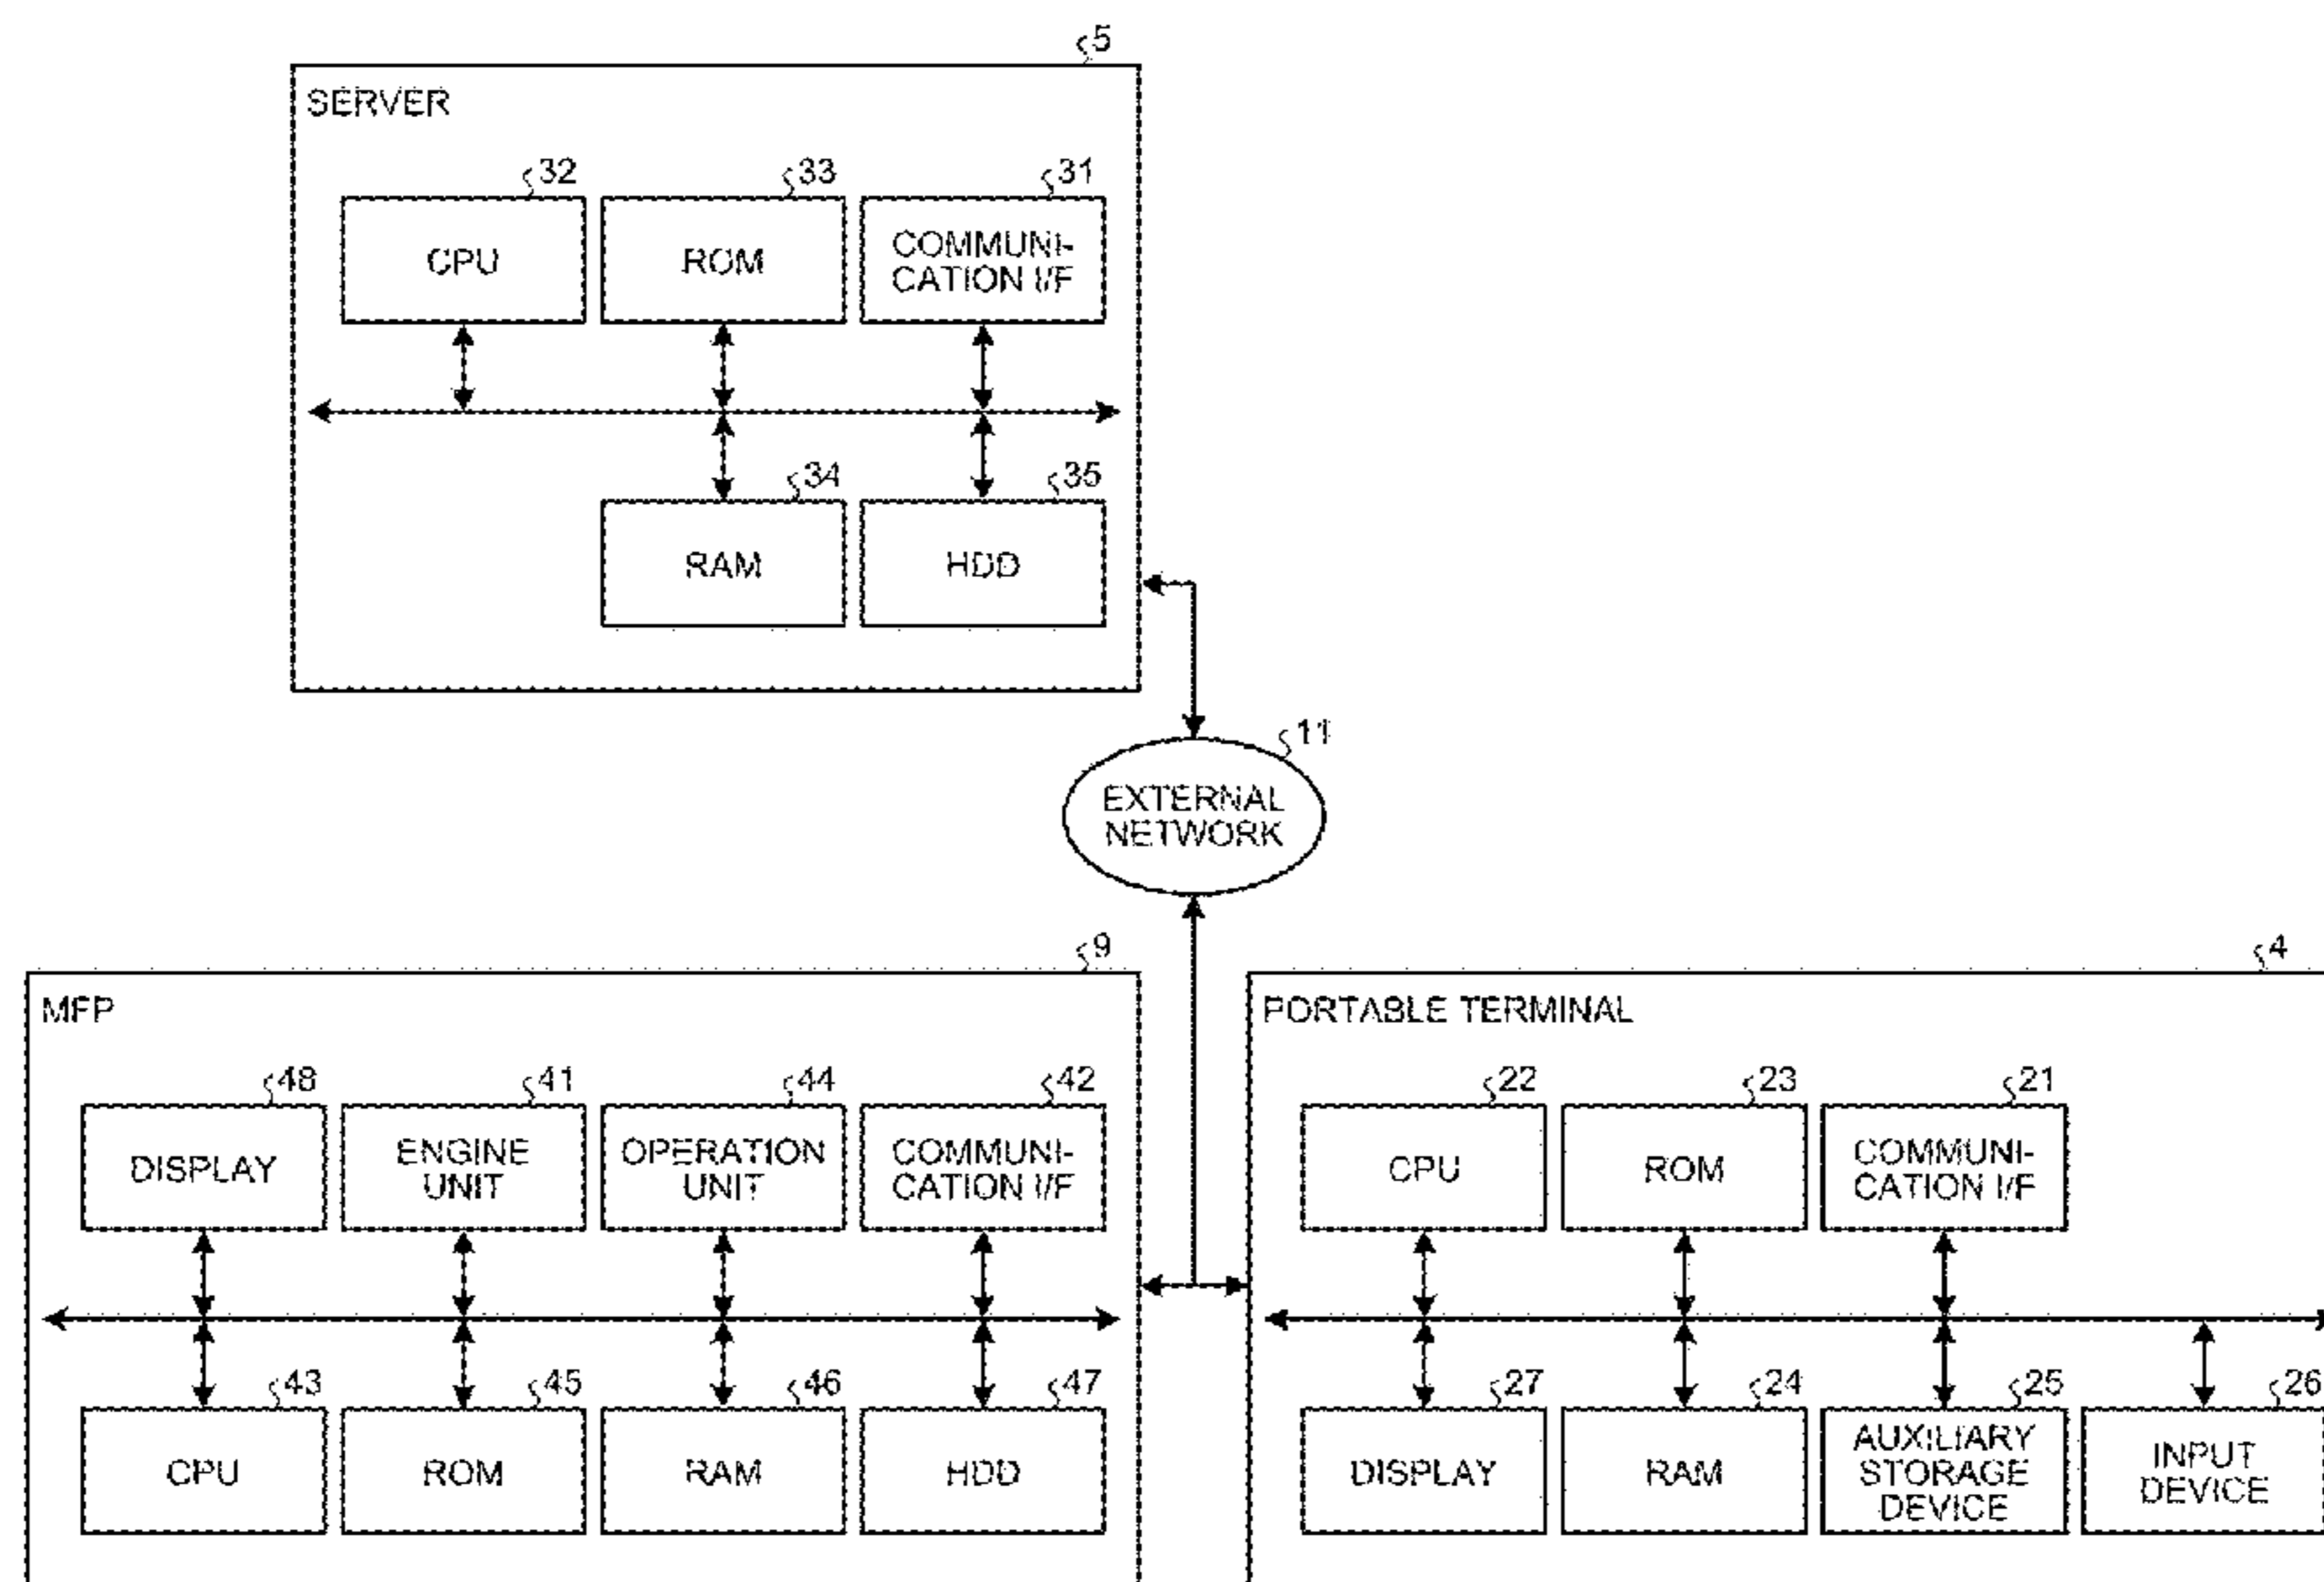 5
SERVER
32
33
31
CPU
ROM
COMMUNI-
CATION I/F
34
35
RAM
HDD
11
EXTERNAL
NETWORK
9
MFP
48
41
44
42
DISPLAY
ENGINE
UNIT
OPERATION
UNIT
COMMUNI-
CATION I/F
43
45
46
47
CPU
ROM
RAM
HDD
4
PORTABLE TERMINAL
22
23
21
CPU
ROM
COMMUNI-
CATION I/F
27
24
25
26
DISPLAY
RAM
AUXILIARY
STORAGE
DEVICE
INPUT
DEVICE